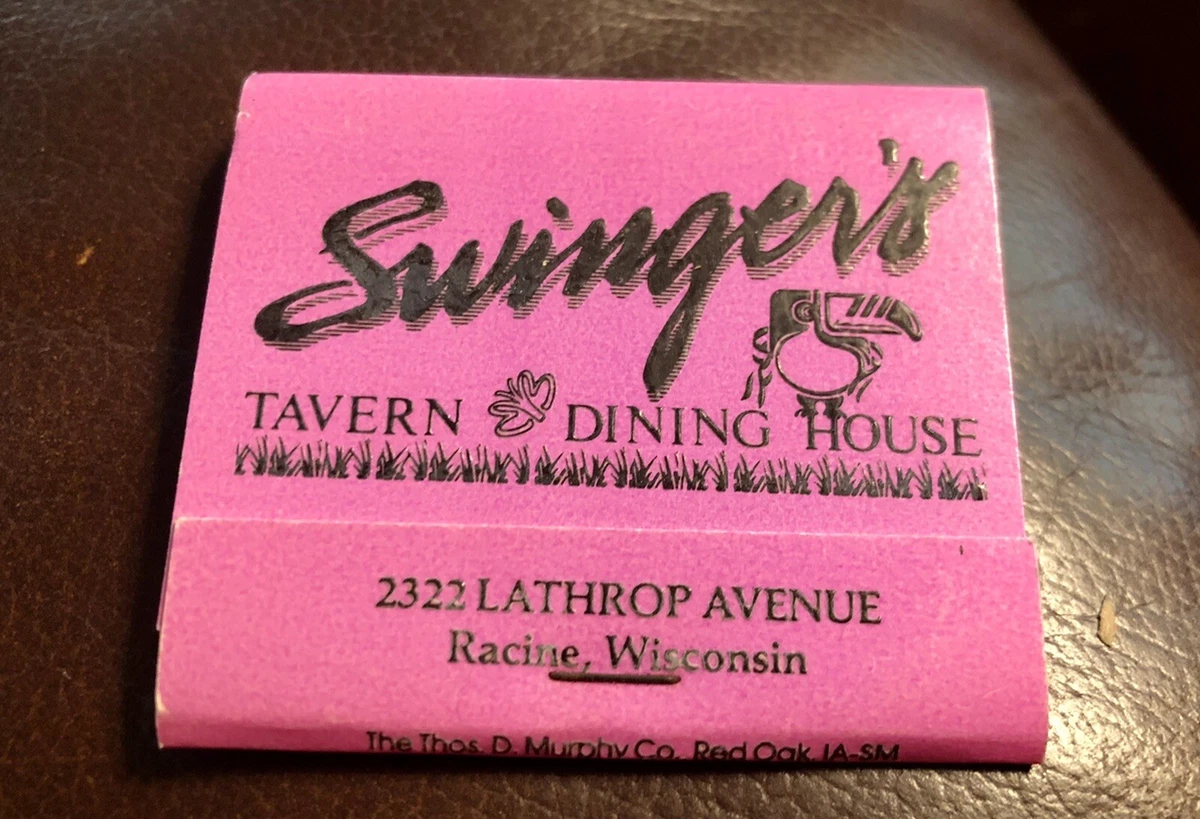 Swinger's
TAVERN DINING HOUSE
2322 LATHROP AVENUE
Racine, Wisconsin
The Thos. D. Murphy Co. Red Oak, IA-SM